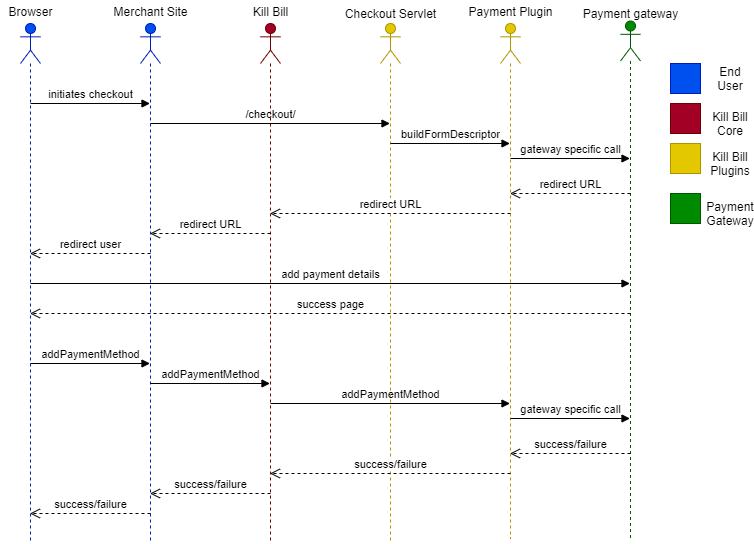 Browser
Merchant Site
Kill Bill
Checkout Servlet
Payment Plugin
Payment gateway
End
User
Kill Bill
Core
Kill Bill
Plugins
Payment
Gateway
initiates checkout
/checkout/
buildFormDescriptor
gateway specific call
redirect URL
redirect URL
redirect URL
redirect user
add payment details
success page
addPaymentMethod
addPaymentMethod
addPaymentMethod
gateway specific call
success/failure
success/failure
success/failure
success/failure